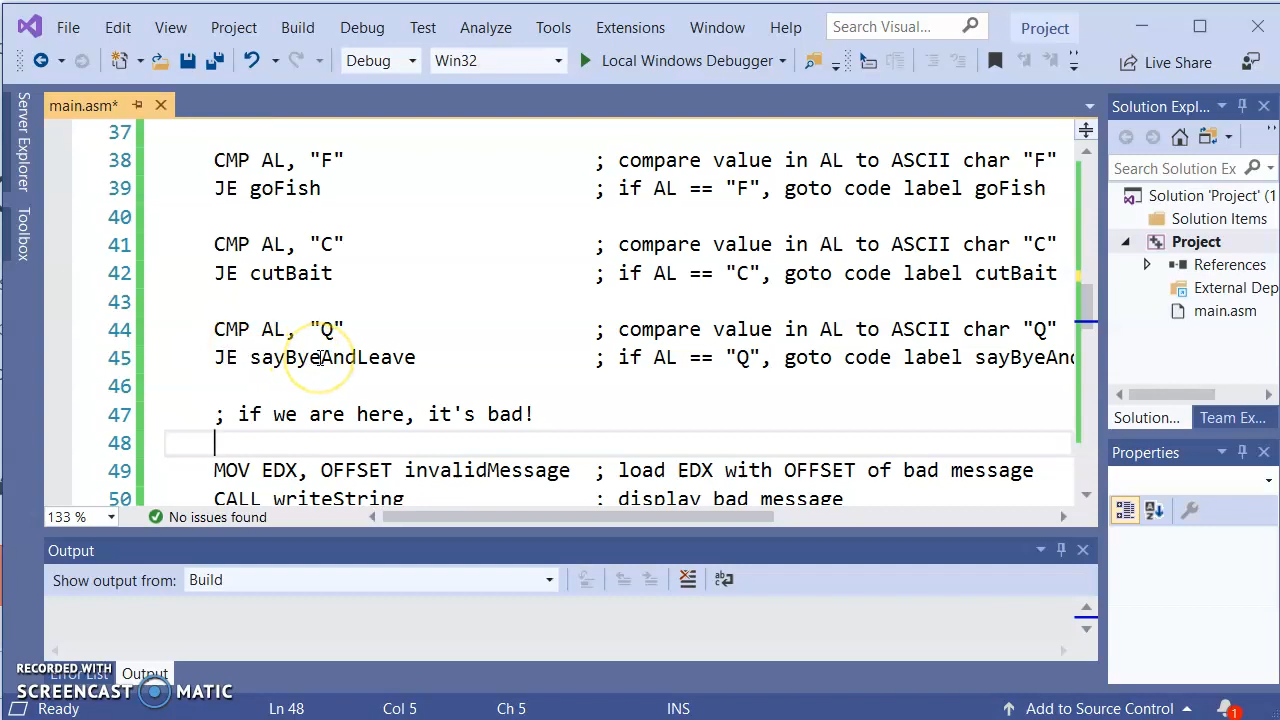 File Edit View Project Build Debug Test Tools Analyze Extensions Window Help Search Visual... Project
Debug Win32 Local Windows Debugger Live Share
Server Explorer
Toolbox
main.asm*
37
38 CMP AL, "F" ; compare value in AL to ASCII char "F"
39 JE goFish ; if AL == "F", goto code label goFish
40
41 CMP AL, "C" ; compare value in AL to ASCII char "C"
42 JE cutBait ; if AL == "C", goto code label cutBait
43
44 CMP AL, "Q" ; compare value in AL to ASCII char "Q"
45 JE sayByeAndLeave ; if AL == "Q", goto code label sayByeAnd
46
47 ; if we are here, it's bad!
48
49 MOV EDX, OFFSET invalidMessage ; load EDX with OFFSET of bad message
50 CALL writeString ; display bad message
133 % No issues found
Output
Show output from: Build
Error List Output
RECORDED WITH
SCREENCAST MATIC
Ready Ln 48 Col 5 Ch 5 INS Add to Source Control 1
Solution Expl...
Search Solution Ex
Solution 'Project' (1
Solution Items
Project
References
External Dep
main.asm
Solution... Team Ex...
Properties